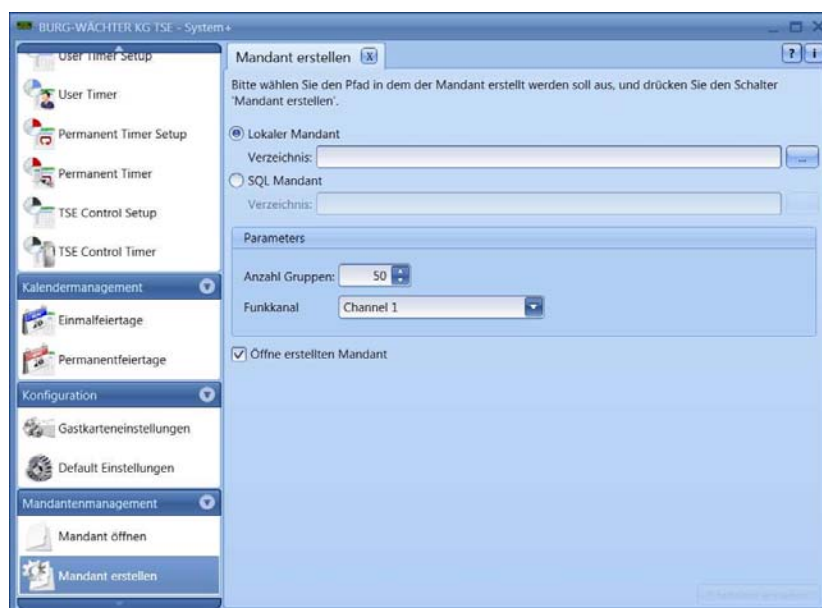 BURG-WÄCHTER KG TSE - System+
User Timer Setup
User Timer
Permanent Timer Setup
Permanent Timer
TSE Control Setup
TSE Control Timer
Kalendermanagement
Einmalfeiertage
Permanentfeiertage
Konfiguration
Gastkarteneinstellungen
Default Einstellungen
Mandantenmanagement
Mandant öffnen
Mandant erstellen
Mandant erstellen X
? i
Bitte wählen Sie den Pfad in dem der Mandant erstellt werden soll aus, und drücken Sie den Schalter
'Mandant erstellen'.
Lokaler Mandant
Verzeichnis: ...
SQL Mandant
Verzeichnis:
Parameters
Anzahl Gruppen: 50
Funkkanal Channel 1
Öffne erstellten Mandant